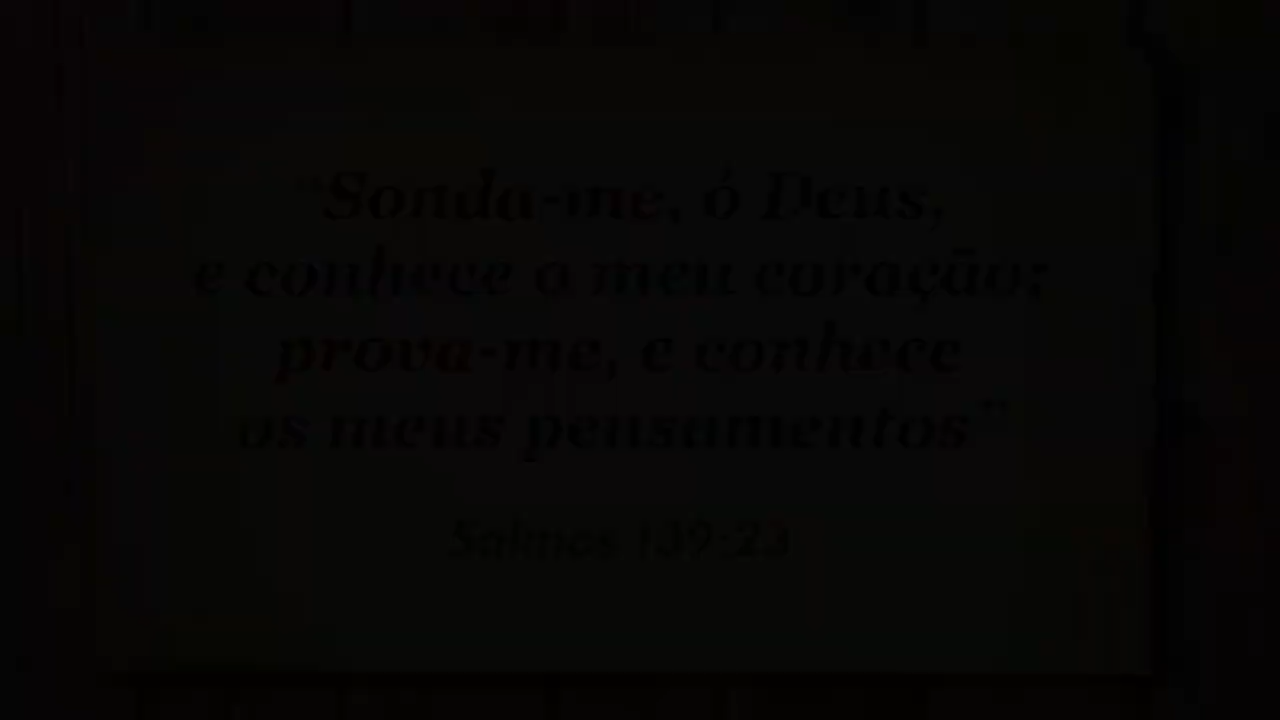 "Sonda-me, ó Deus,
e conhece o meu coração;
prova-me, e conhece
os meus pensamentos"
Salmos 139:23